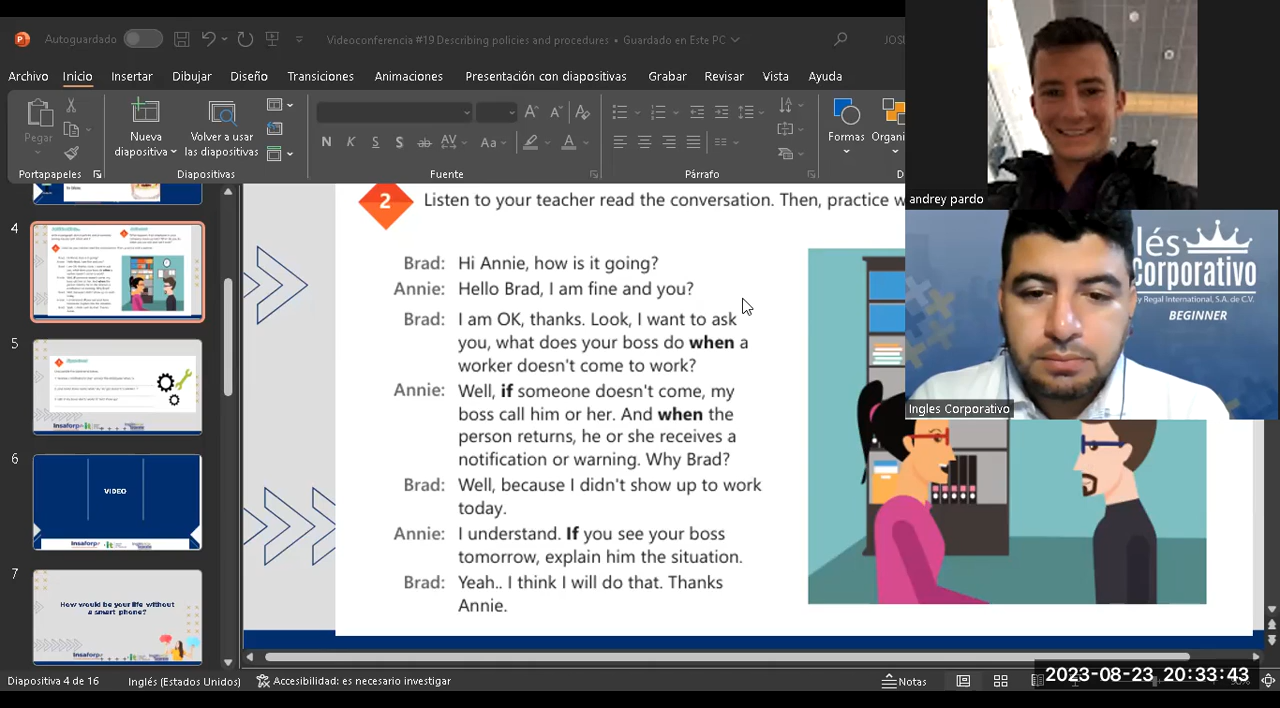 Autoguardado
Videoconferencia #19 Describing policies and procedures • Guardado en Este PC
Archivo Inicio Insertar Dibujar Diseño Transiciones Animaciones Presentación con diapositivas Grabar Revisar Vista Ayuda
Pegar
Nueva diapositiva
Volver a usar las diapositivas
Formas
Portapapeles Diapositivas Fuente Párrafo
andrey pardo
2 Listen to your teacher read the conversation. Then, practice
Brad: Hi Annie, how is it going?
Annie: Hello Brad, I am fine and you?
Brad: I am OK, thanks. Look, I want to ask
you, what does your boss do when a
worker doesn't come to work?
Annie: Well, if someone doesn't come, my
boss call him or her. And when the
person returns, he or she receives a
notification or warning. Why Brad?
Brad: Well, because I didn't show up to work
today.
Annie: I understand. If you see your boss
tomorrow, explain him the situation.
Brad: Yeah.. I think I will do that. Thanks
Annie.
lés
Corporativo
by Regal International, S.A. de C.V.
BEGINNER
Ingles Corporativo
4
5
6
VIDEO
7
How would be your life without
a smart phone?
Insaforp
Diapositiva 4 de 16 Inglés (Estados Unidos) Accesibilidad: es necesario investigar Notas
2023-08-23 20:33:43